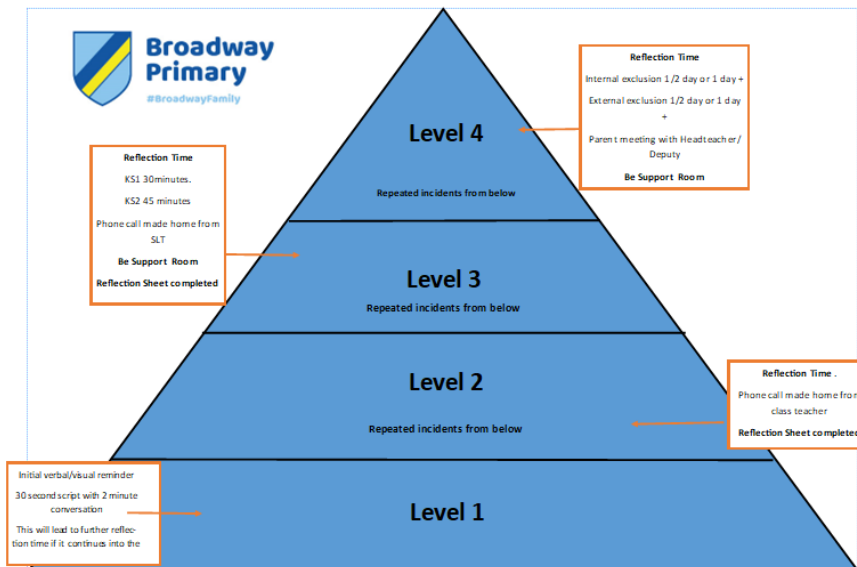 Broadway
Primary
#BroadwayFamily
Reflection Time
Internal exclusion 1/2 day or 1 day +
External exclusion 1/2 day or 1 day
+
Parent meeting with Headteacher/
Deputy
Be Support Room
Level 4
Repeated incidents from below
Reflection Time
KS1 30minutes.
KS2 45 minutes
Phone call made home from
SLT
Be Support Room
Reflection Sheet completed
Level 3
Repeated incidents from below
Level 2
Repeated incidents from below
Reflection Time .
Phone call made home from
class teacher
Reflection Sheet completed
Initial verbal/visual reminder
30 second script with 2 minute
conversation
This will lead to further reflec-
tion time if it continues into the
Level 1